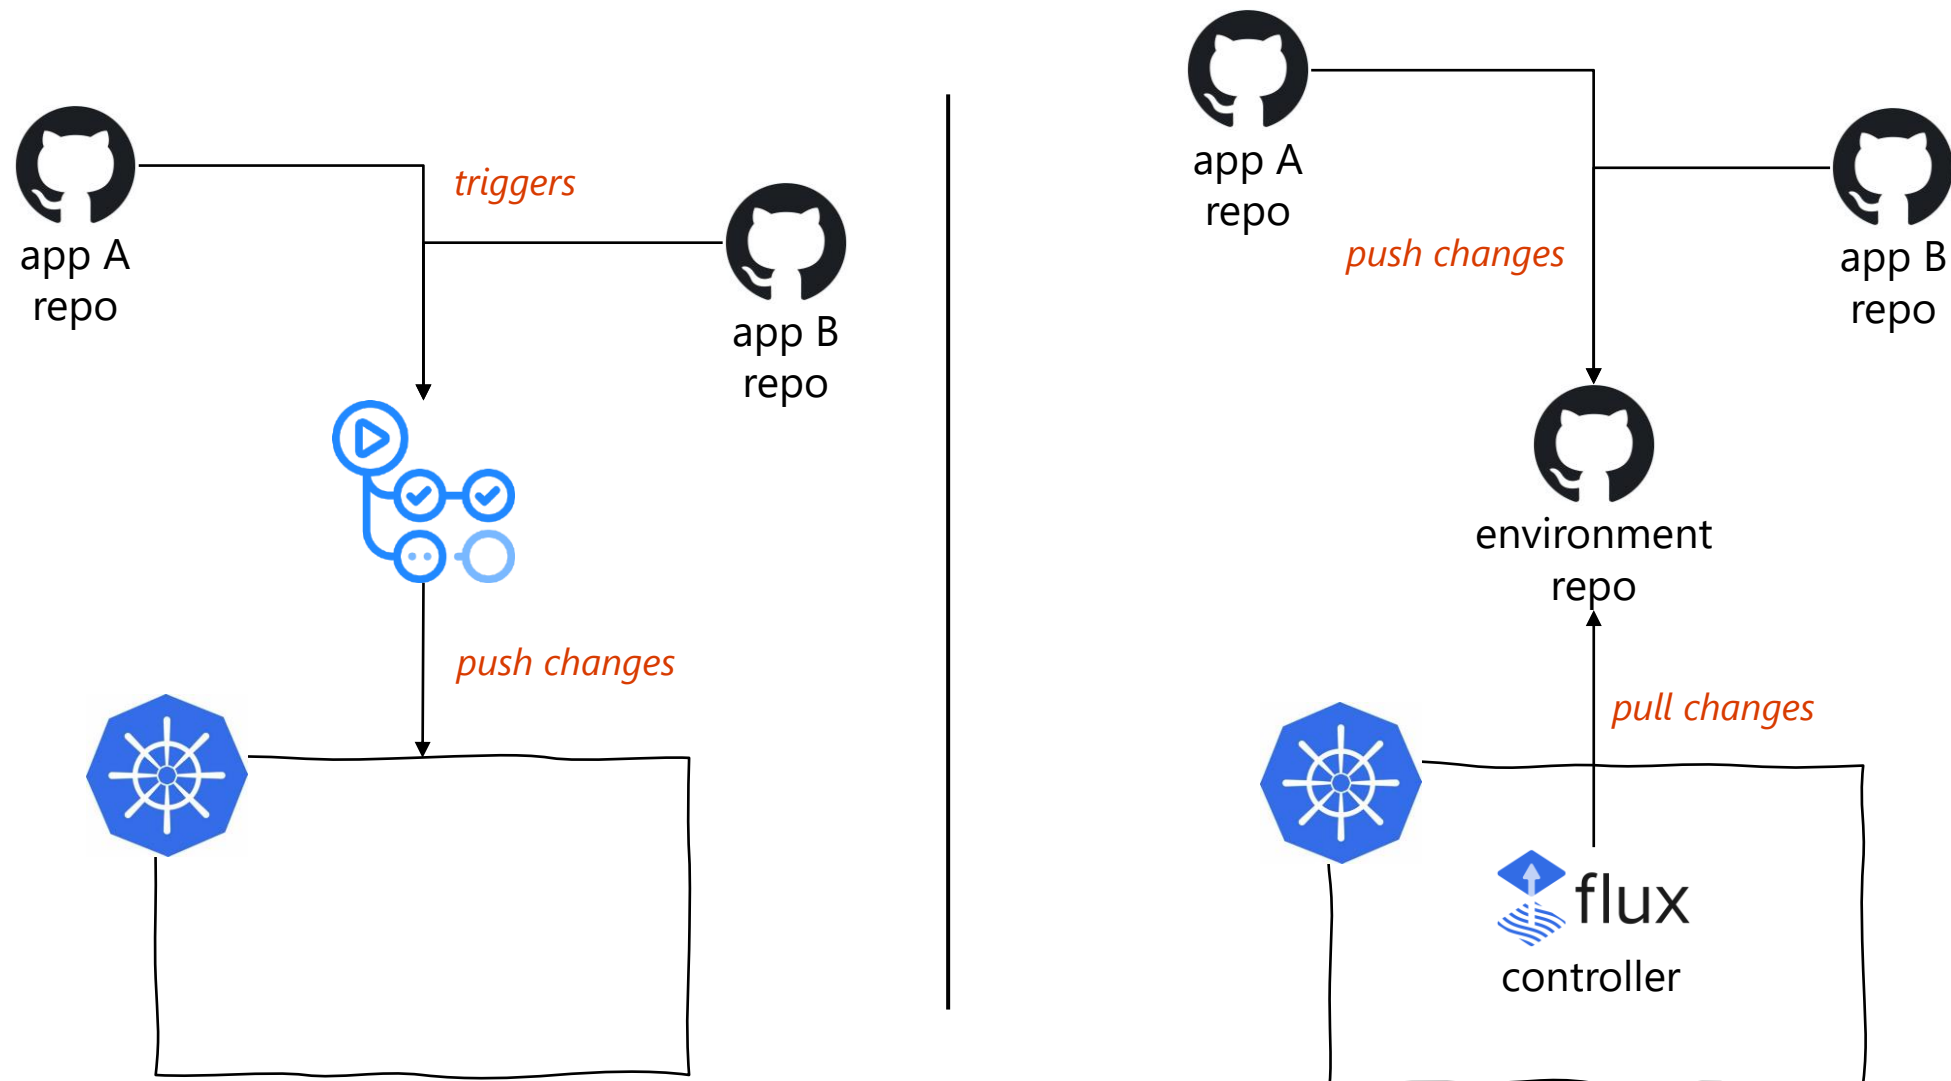 app A
repo
triggers
app B
repo
push changes
app A
repo
app B
repo
push changes
environment
repo
pull changes
flux
controller